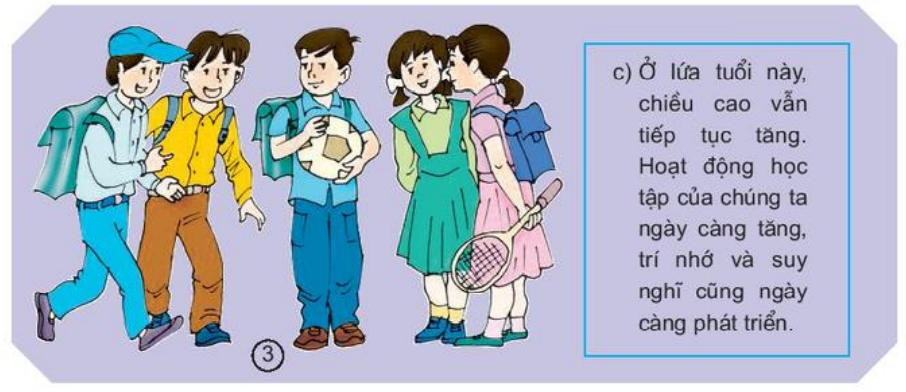 c) Ở lứa tuổi này,
chiều cao vẫn
tiếp tục tăng.
Hoạt động học
tập của chúng ta
ngày càng tăng,
trí nhớ và suy
nghĩ cũng ngày
càng phát triển.
3